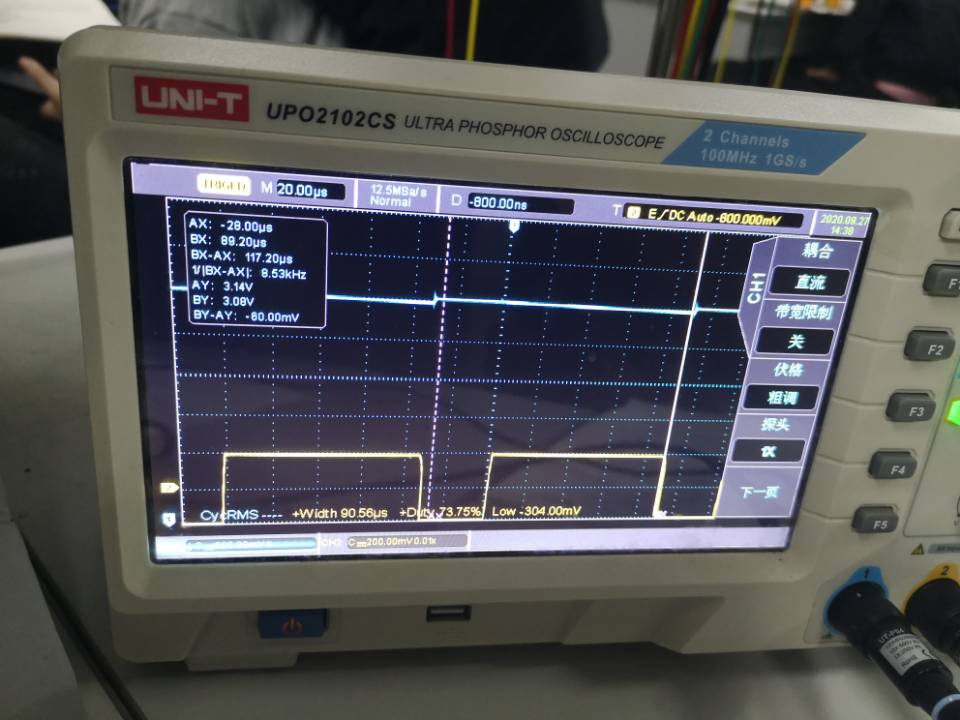 UNI-T
UPO2102CS ULTRA PHOSPHOR OSCILLOSCOPE
2 Channels
100MHz 1GS/s
TRIGED M 20.00μs
12.5MSa/s
Normal
D -800.00ns
T 2 E DC Auto -800.000mV
2020.09.27
14:38
AX: -28.00μs
BX: 89.20μs
BX-AX: 117.20μs
1/|BX-AX|: 8.53kHz
AY: 3.14V
BY: 3.08V
BY-AY: -60.00mV
CH1
耦合
直流
带宽限制
关
伏格
粗调
探头
1X
下一页
CycRMS ---- +Width 90.56μs +Duty 73.75% Low -304.00mV
CH2 200.00mV 0.01x
F2
F3
F4
F5
1
2